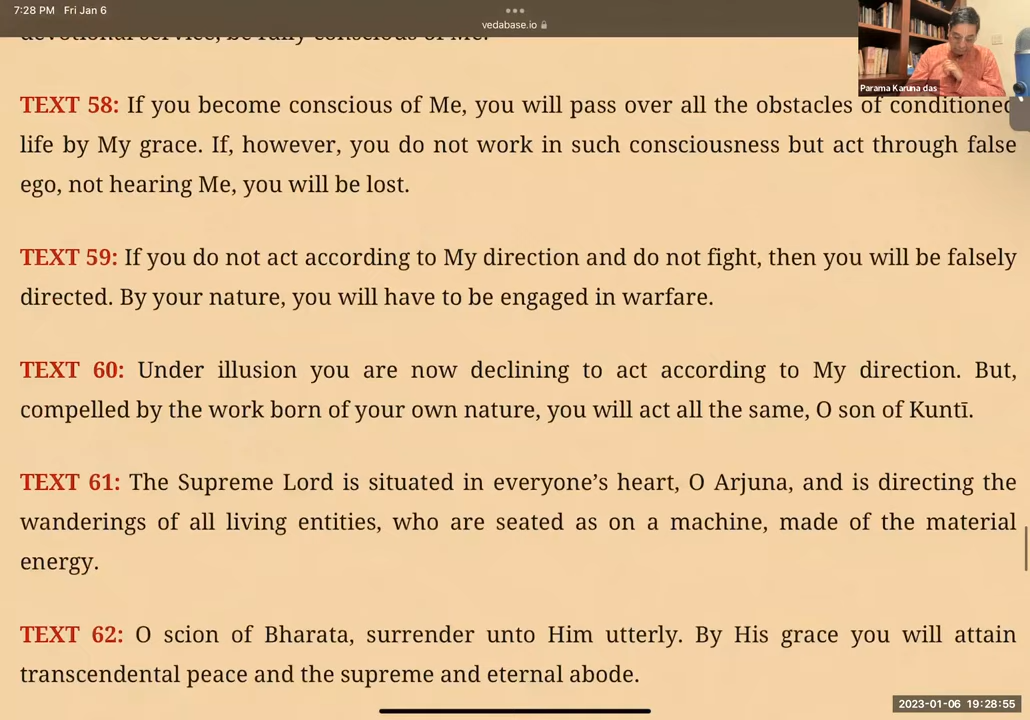 7:28 PM Fri Jan 6
vedabase.io
devotional service, be fully conscious of Me.
Parama Karuna das
TEXT 58: If you become conscious of Me, you will pass over all the obstacles of conditioned
life by My grace. If, however, you do not work in such consciousness but act through false
ego, not hearing Me, you will be lost.
TEXT 59: If you do not act according to My direction and do not fight, then you will be falsely
directed. By your nature, you will have to be engaged in warfare.
TEXT 60: Under illusion you are now declining to act according to My direction. But,
compelled by the work born of your own nature, you will act all the same, O son of Kuntī.
TEXT 61: The Supreme Lord is situated in everyone’s heart, O Arjuna, and is directing the
wanderings of all living entities, who are seated as on a machine, made of the material
energy.
TEXT 62: O scion of Bharata, surrender unto Him utterly. By His grace you will attain
transcendental peace and the supreme and eternal abode.
2023-01-06 19:28:55